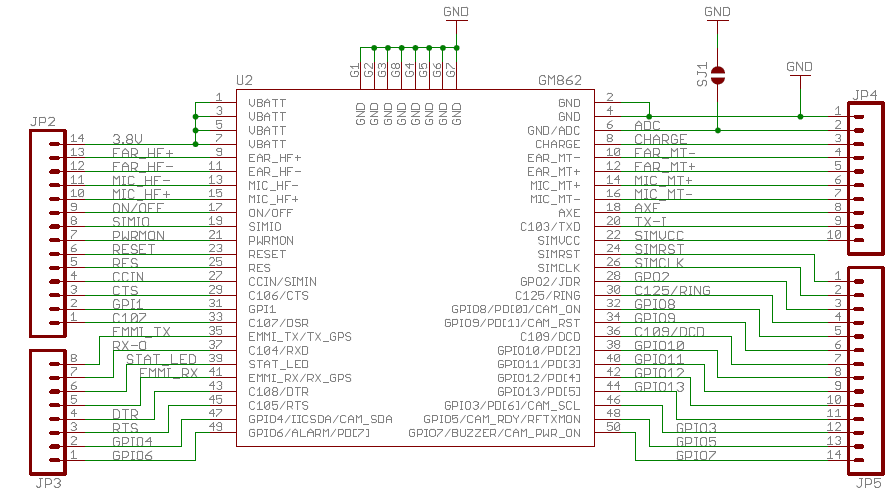 GND
GND
GND
U2
GM862
G1 G2 G3 G8 G4 G5 G6 G7
GND GND GND GND GND GND GND GND
SJ1
JP2
JP4
1 VBATT GND 2
3 VBATT GND 4 1
5 VBATT GND/ADC 6 ADC 2
14 3.8V 7 VBATT CHARGE 8 CHARGE 3
13 EAR_HF+ 9 EAR_HF+ EAR_MT- 10 EAR_MT- 4
12 EAR_HF- 11 EAR_HF- EAR_MT+ 12 EAR_MT+ 5
11 MIC_HF- 13 MIC_HF- MIC_MT+ 14 MIC_MT+ 6
10 MIC_HF+ 15 MIC_HF+ MIC_MT- 16 MIC_MT- 7
9 ON/OFF 17 ON/OFF AXE 18 AXE 8
8 SIMIO 19 SIMIO C103/TXD 20 TX-I 9
7 PWRMON 21 PWRMON SIMVCC 22 SIMVCC 10
6 RESET 23 RESET SIMRST 24 SIMRST
5 RES 25 RES SIMCLK 26 SIMCLK
4 CCIN 27 CCIN/SIMIN GPO2/JDR 28 GPO2 1
3 CTS 29 C106/CTS C125/RING 30 C125/RING 2
2 GPI1 31 GPI1 GPIO8/PD[0]/CAM_ON 32 GPIO8 3
1 C107 33 C107/DSR GPIO9/PD[1]/CAM_RST 34 GPIO9 4
EMMI_TX 35 EMMI_TX/TX_GPS C109/DCD 36 C109/DCD 5
RX-O 37 C104/RXD GPIO10/PD[2] 38 GPIO10 6
8 STAT_LED 39 STAT_LED GPIO11/PD[3] 40 GPIO11 7
7 EMMI_RX 41 EMMI_RX/RX_GPS GPIO12/PD[4] 42 GPIO12 8
6 43 C108/DTR GPIO13/PD[5] 44 GPIO13 9
5 45 C105/RTS GPIO3/PD[6]/CAM_SCL 46 10
4 DTR 47 GPIO4/IICSDA/CAM_SDA GPIO5/CAM_RDY/RFTXMON 48 11
3 RTS 49 GPIO6/ALARM/PD[7] GPIO7/BUZZER/CAM_PWR_ON 50 GPIO3 12
2 GPIO4 GPIO5 13
1 GPIO6 GPIO7 14
JP3
JP5